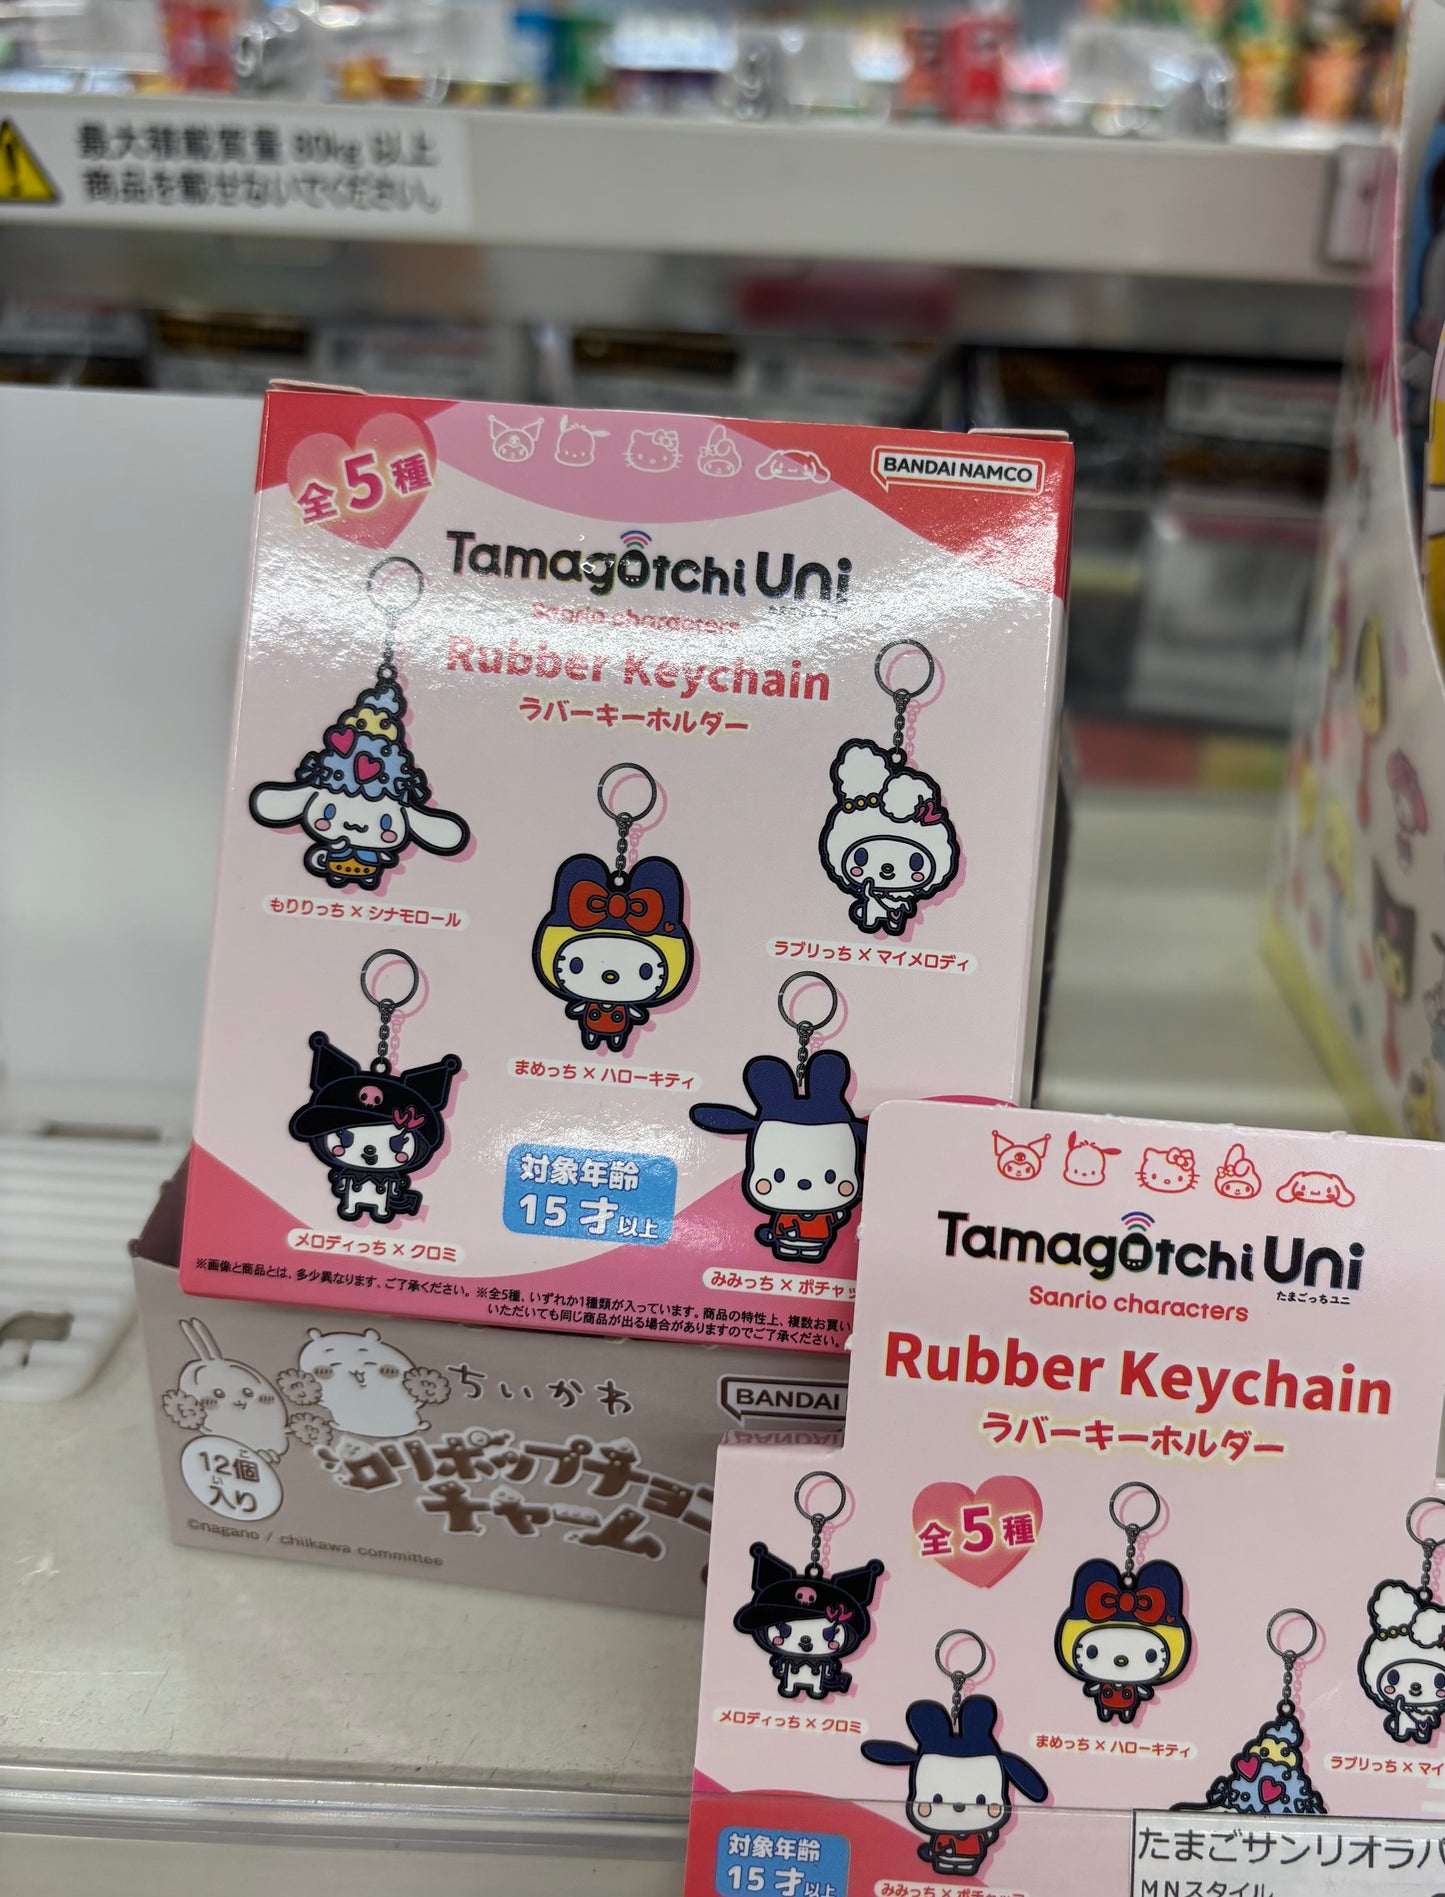 最大積載質量 80kg 以上
商品を載せないでください。
全5種
BANDAI NAMCO
Tamagotchi Uni
Sanrio characters
Rubber Keychain
ラバーキーホルダー
もりりっち×シナモロール
ラブリっち×マイメロディ
まめっち×ハローキティ
メロディっち×クロミ
対象年齢
15才以上
みみっち×ポチャッ
※画像と商品とは、多少異なります、ご了承ください。※全5種、いずれか1種類が入っています。商品の特性上、複数お買い
いただいても同じ商品が出る場合がありますのでご了承ください。
ちいかわ
BANDAI
12個
入り
©nagano / chiikawa committee
Tamagotchi Uni
たまごっちユニ
Sanrio characters
Rubber Keychain
ラバーキーホルダー
全5種
メロディっち×クロミ
まめっち×ハローキティ
ラブリっち×マイ
対象年齢
15才以上
みみっち×ポチャッ
たまごサンリオラバ
MNスタイル